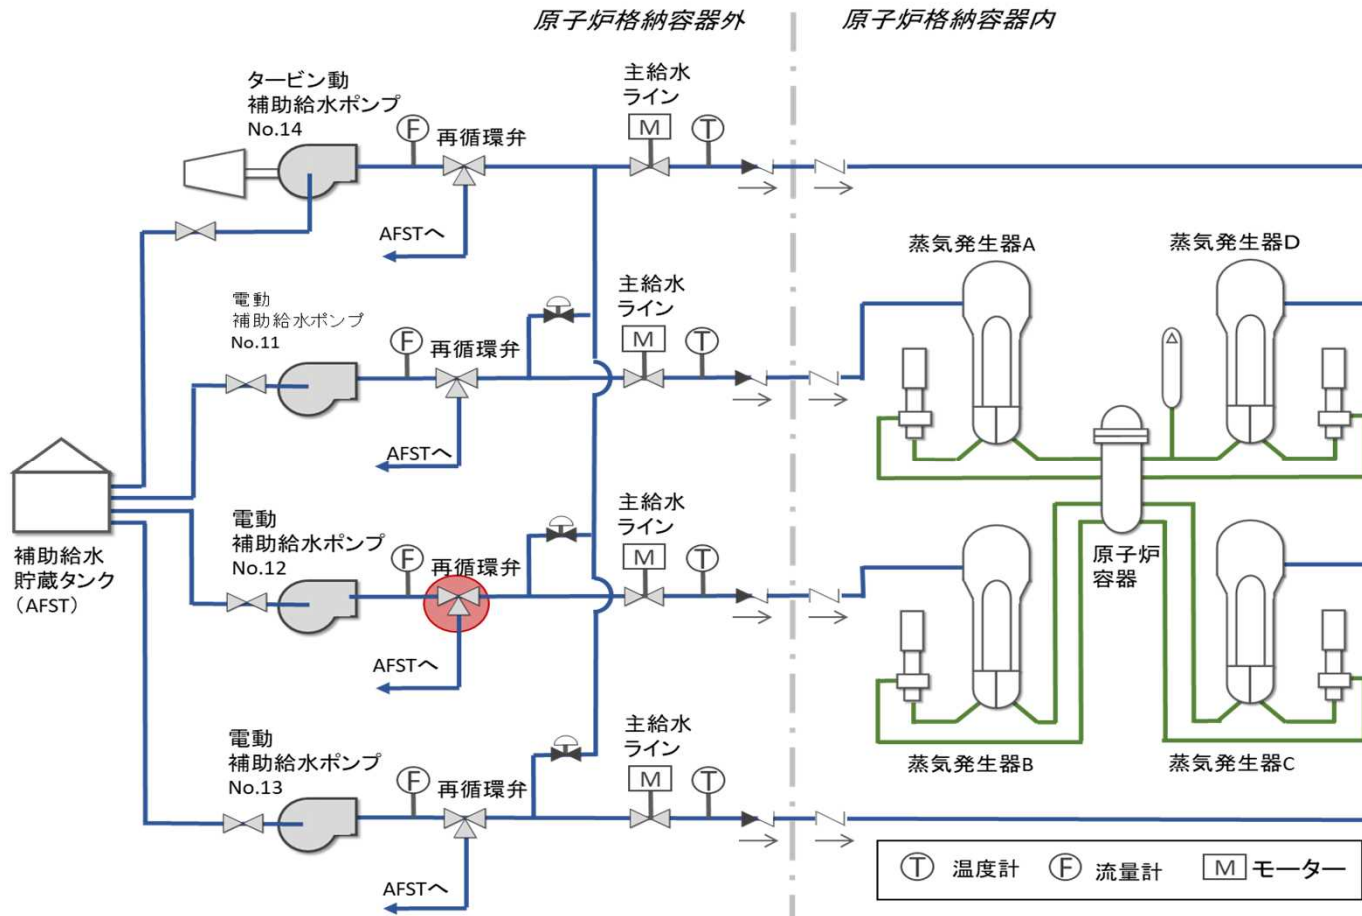 原子炉格納容器外
原子炉格納容器内
タービン動
補助給水ポンプ
No.14
F
再循環弁
主給水
ライン
M
T
AFSTへ
蒸気発生器A
蒸気発生器D
電動
補助給水ポンプ
No.11
F
再循環弁
主給水
ライン
M
T
AFSTへ
補助給水
貯蔵タンク
（AFST）
電動
補助給水ポンプ
No.12
F
再循環弁
主給水
ライン
M
T
AFSTへ
原子炉
容器
電動
補助給水ポンプ
No.13
F
再循環弁
主給水
ライン
M
T
AFSTへ
蒸気発生器B
蒸気発生器C
T 温度計 F 流量計 M モーター